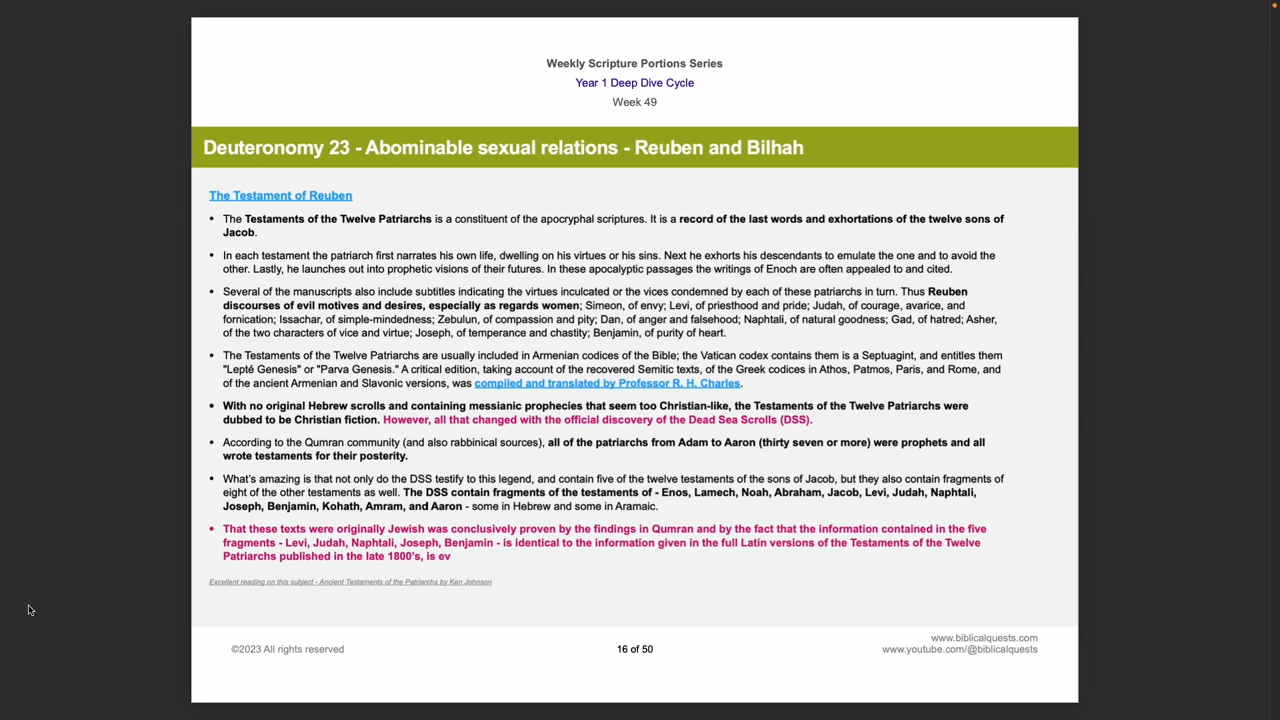 Weekly Scripture Portions Series
Year 1 Deep Dive Cycle
Week 49
Deuteronomy 23 - Abominable sexual relations - Reuben and Bilhah
The Testament of Reuben
• The Testaments of the Twelve Patriarchs is a constituent of the apocryphal scriptures. It is a record of the last words and exhortations of the twelve sons of
Jacob.
• In each testament the patriarch first narrates his own life, dwelling on his virtues or his sins. Next he exhorts his descendants to emulate the one and to avoid the
other. Lastly, he launches out into prophetic visions of their futures. In these apocalyptic passages the writings of Enoch are often appealed to and cited.
• Several of the manuscripts also include subtitles indicating the virtues inculcated or the vices condemned by each of these patriarchs in turn. Thus Reuben
discourses of evil motives and desires, especially as regards women; Simeon, of envy; Levi, of priesthood and pride; Judah, of courage, avarice, and
fornication; Issachar, of simple-mindedness; Zebulun, of compassion and pity; Dan, of anger and falsehood; Naphtali, of natural goodness; Gad, of hatred; Asher,
of the two characters of vice and virtue; Joseph, of temperance and chastity; Benjamin, of purity of heart.
• The Testaments of the Twelve Patriarchs are usually included in Armenian codices of the Bible; the Vatican codex contains them is a Septuagint, and entitles them
"Lepté Genesis" or "Parva Genesis." A critical edition, taking account of the recovered Semitic texts, of the Greek codices in Athos, Patmos, Paris, and Rome, and
of the ancient Armenian and Slavonic versions, was compiled and translated by Professor R. H. Charles.
• With no original Hebrew scrolls and containing messianic prophecies that seem too Christian-like, the Testaments of the Twelve Patriarchs were
dubbed to be Christian fiction. However, all that changed with the official discovery of the Dead Sea Scrolls (DSS).
• According to the Qumran community (and also rabbinical sources), all of the patriarchs from Adam to Aaron (thirty seven or more) were prophets and all
wrote testaments for their posterity.
• What's amazing is that not only do the DSS testify to this legend, and contain five of the twelve testaments of the sons of Jacob, but they also contain fragments of
eight of the other testaments as well. The DSS contain fragments of the testaments of - Enos, Lamech, Noah, Abraham, Jacob, Levi, Judah, Naphtali,
Joseph, Benjamin, Kohath, Amram, and Aaron - some in Hebrew and some in Aramaic.
• That these texts were originally Jewish was conclusively proven by the findings in Qumran and by the fact that the information contained in the five
fragments - Levi, Judah, Naphtali, Joseph, Benjamin - is identical to the information given in the full Latin versions of the Testaments of the Twelve
Patriarchs published in the late 1800's, is ev
Excellent reading on this subject - Ancient Testaments of the Patriarchs by Ken Johnson
©2023 All rights reserved
16 of 50
www.biblicalquests.com
www.youtube.com/@biblicalquests